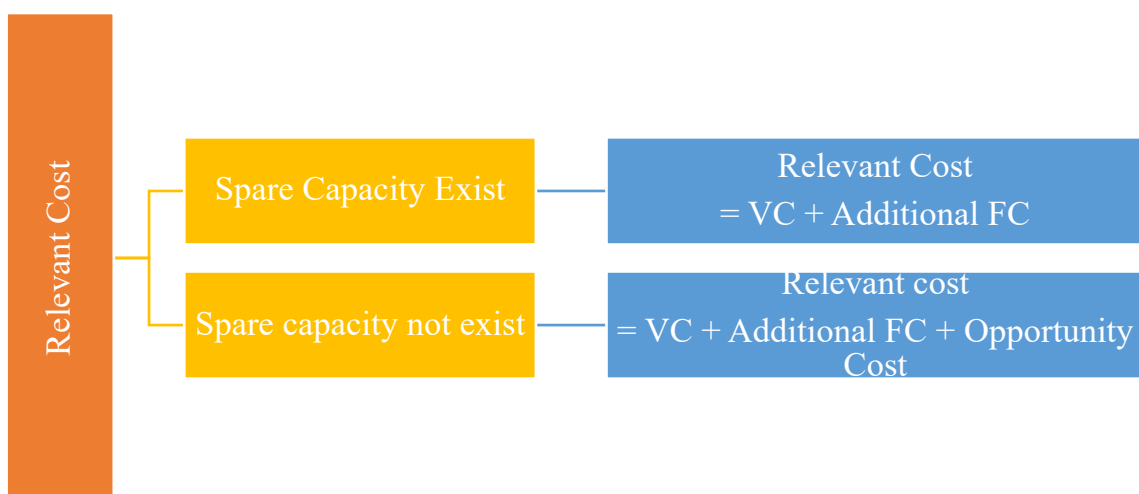 Relevant Cost
Spare Capacity Exist
Relevant Cost
= VC + Additional FC
Spare capacity not exist
Relevant cost
= VC + Additional FC + Opportunity
Cost